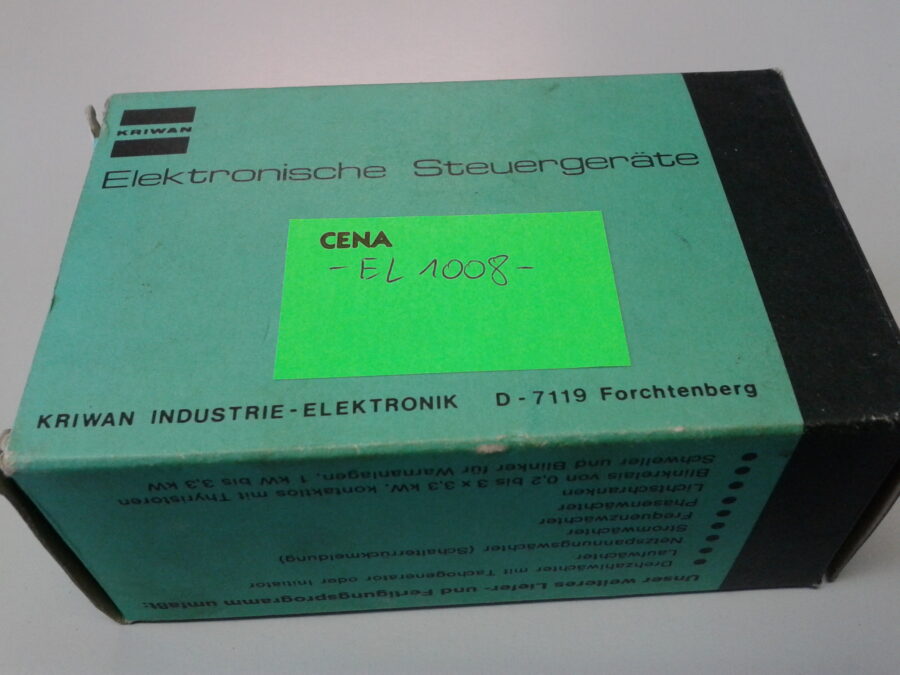 KRIWAN
Elektronische Steuergeräte
CENA
- EL 1008 -
KRIWAN INDUSTRIE-ELEKTRONIK D-7119 Forchtenberg
Unser weiteres Liefer- und Fertigungsprogramm umfaßt:
Drehzahlwächter mit Tachogenerator oder Initiator
Laufwächter
Netzspannungswächter (Schalterrückmeldung)
Stromwächter
Frequenzwächter
Phasenwächter
Lichtschranken
Blinkrelais von 0,2 bis 3 x 3,3 kW, kontaktlos mit Thyristoren
Schweller und Blinker für Warnanlagen, 1 kW bis 3,3 kW